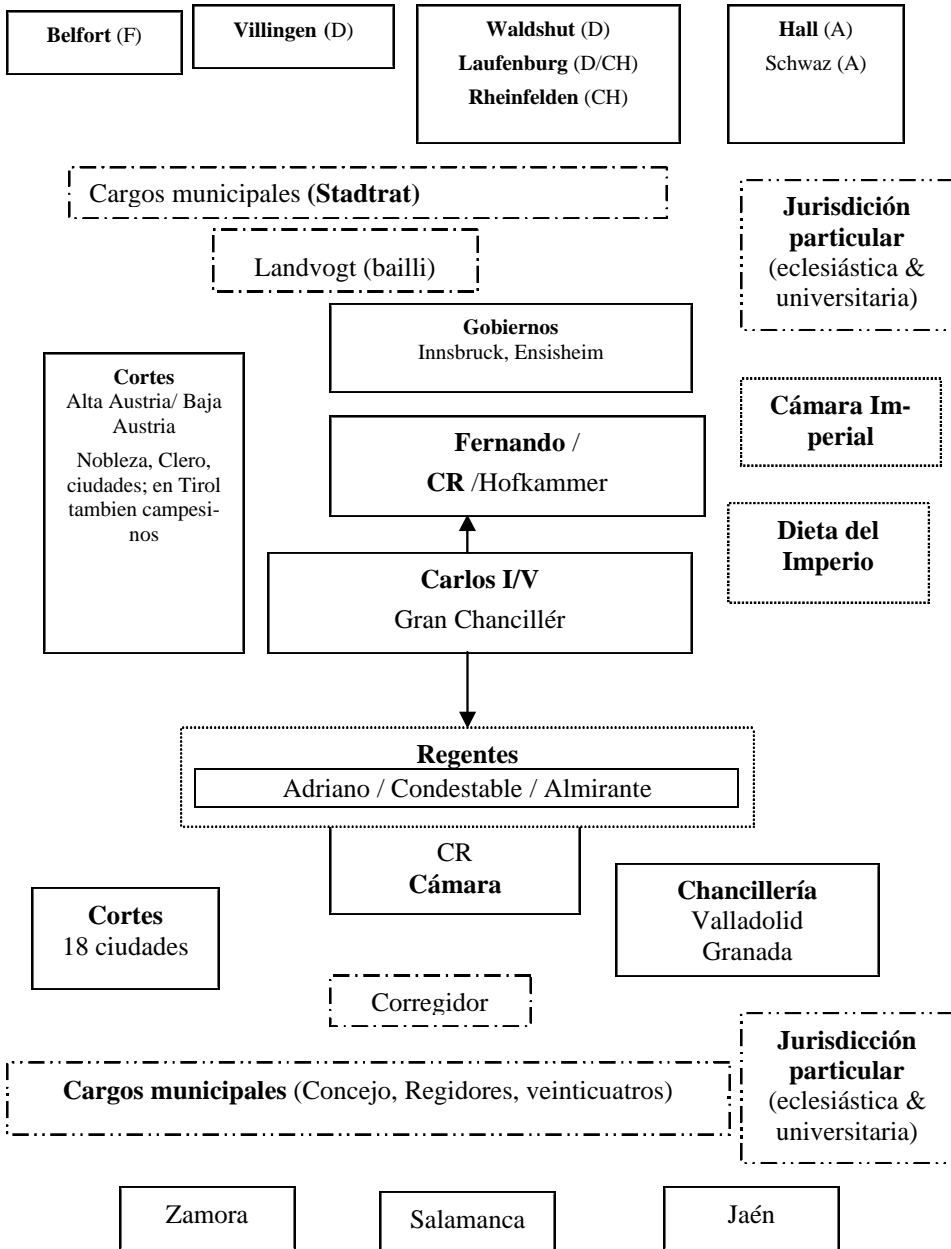 Belfort (F)
Villingen (D)
Waldshut (D)
Laufenburg (D/CH)
Rheinfelden (CH)
Hall (A)
Schwaz (A)
Cargos municipales (Stadtrat)
Jurisdición
particular
(eclesiástica &
universitaria)
Landvogt (bailli)
Gobiernos
Innsbruck, Ensisheim
Cortes
Alta Austria/ Baja
Austria
Nobleza, Clero,
ciudades; en Tirol
tambien campesi-
nos
Cámara Im-
perial
Fernando /
CR /Hofkammer
Dieta del
Imperio
Carlos I/V
Gran Chancillér
Regentes
Adriano / Condestable / Almirante
CR
Cámara
Cortes
18 ciudades
Chancillería
Valladolid
Granada
Corregidor
Jurisdicción
particular
(eclesiástica &
universitaria)
Cargos municipales (Concejo, Regidores, veinticuatros)
Zamora
Salamanca
Jaén